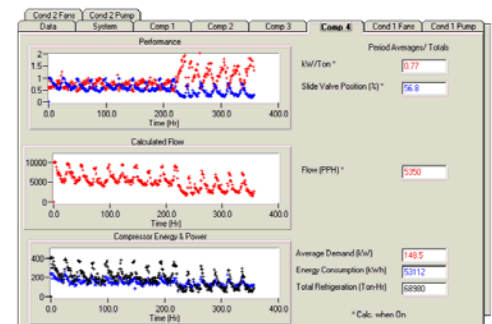 Cond 2 Fans Cond 2 Pump
Data System Comp 1 Comp 2 Comp 3 Comp 4 Cond 1 Fans Cond 1 Pump
Performance
Period Averages/ Totals
2
1.5
1
0.5
0
0.0 100.0 200.0 300.0 400.0
Time (Hr)
kW/Ton * 0.77
Slide Valve Position (%) * 56.8
Calculated Flow
10000
5000
0
0.0 100.0 200.0 300.0 400.0
Time (Hr)
Flow (PPH) * 5350
Compressor Energy & Power
400
200
0
0.0 100.0 200.0 300.0 400.0
Time (Hr)
Average Demand (kW) 148.5
Energy Consumption (kWh) 53112
Total Refrigeration (Ton-Hr) 68980
* Calc. when On